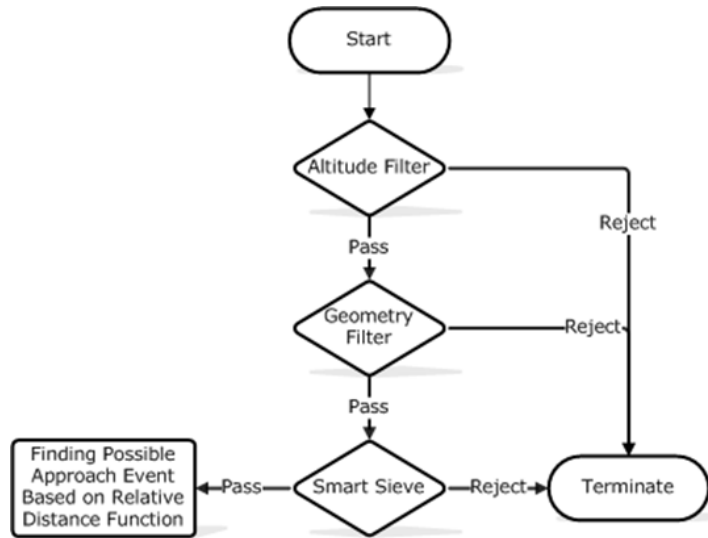 Start
Altitude Filter
Reject
Pass
Geometry
Filter
Reject
Pass
Finding Possible
Approach Event
Based on Relative
Distance Function
Pass
Smart Sieve
Reject
Terminate